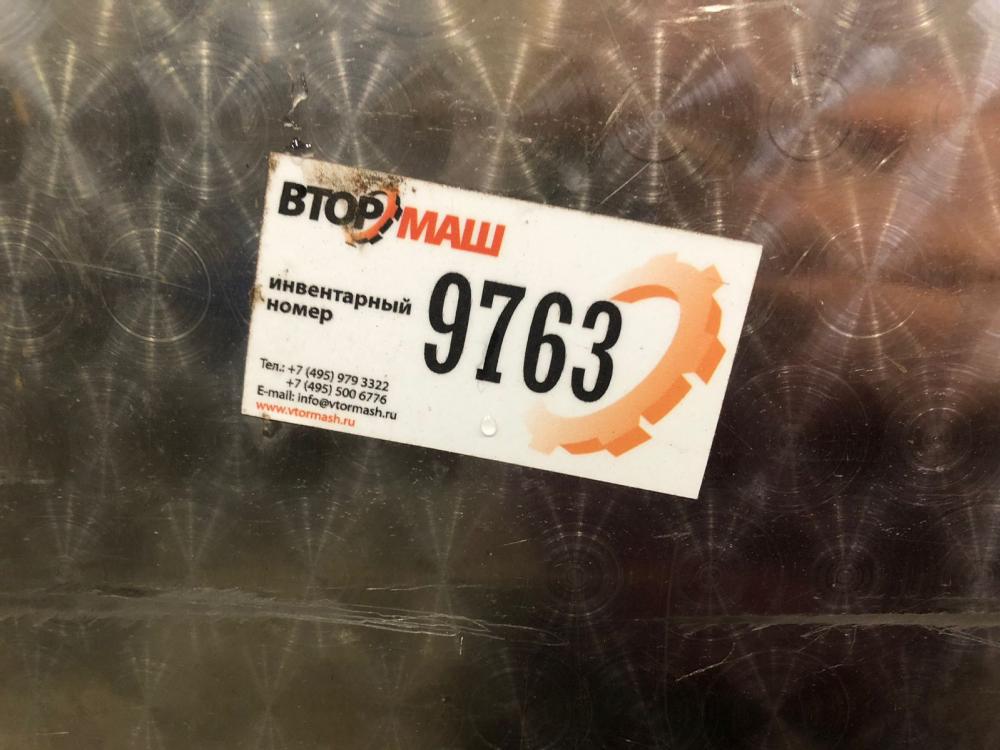 ВТОРМАШ
инвентарный
номер
9763
Тел.: +7 (495) 979 3322
+7 (495) 500 6776
E-mail: info@vtormash.ru
www.vtormash.ru